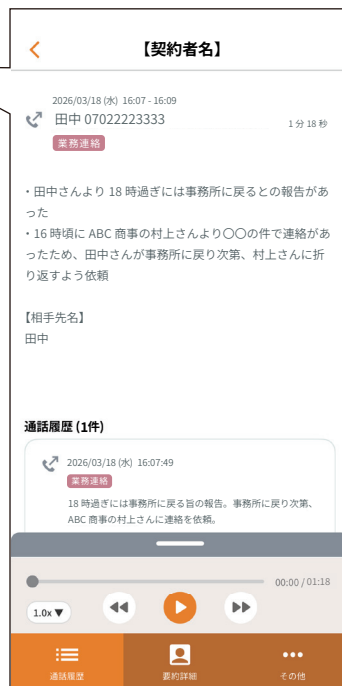 【契約者名】
2026/03/18 (水) 16:07 - 16:09
田中 07022223333
1 分 18 秒
業務連絡
・田中さんより 18 時過ぎには事務所に戻るとの報告があ
った
・16 時頃に ABC 商事の村上さんより〇〇の件で連絡があ
ったため、田中さんが事務所に戻り次第、村上さんに折
り返すよう依頼
【相手先名】
田中
通話履歴 (1件)
2026/03/18 (水) 16:07:49
業務連絡
18 時過ぎには事務所に戻る旨の報告。事務所に戻り次第、
ABC 商事の村上さんに連絡を依頼。
00:00 / 01:18
1.0x ▼
通話履歴
要約詳細
その他